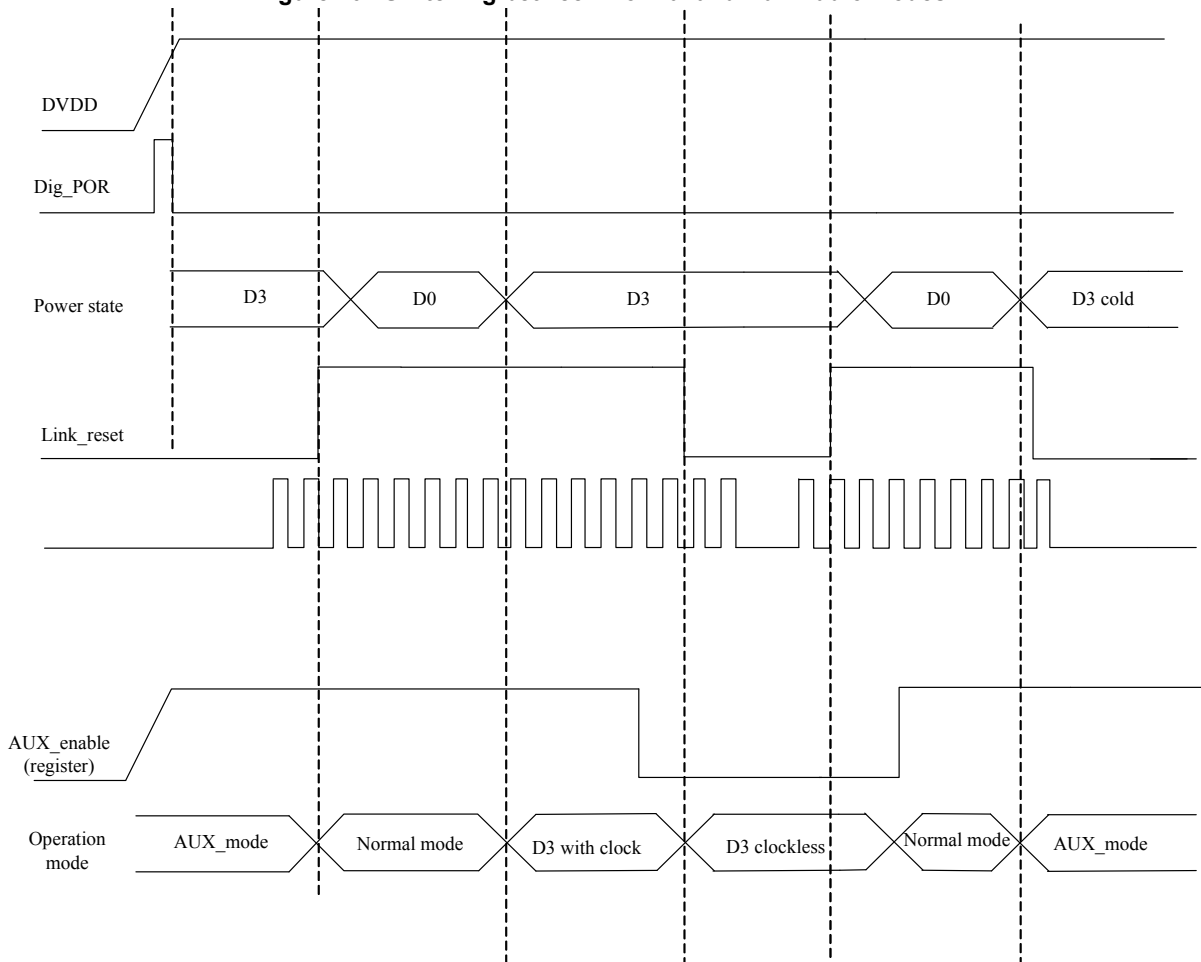 DVDD
Dig_POR
Power state
D3
D0
D3
D0
D3 cold
Link_reset
AUX_enable
(register)
Operation
mode
AUX_mode
Normal mode
D3 with clock
D3 clockless
Normal mode
AUX_mode